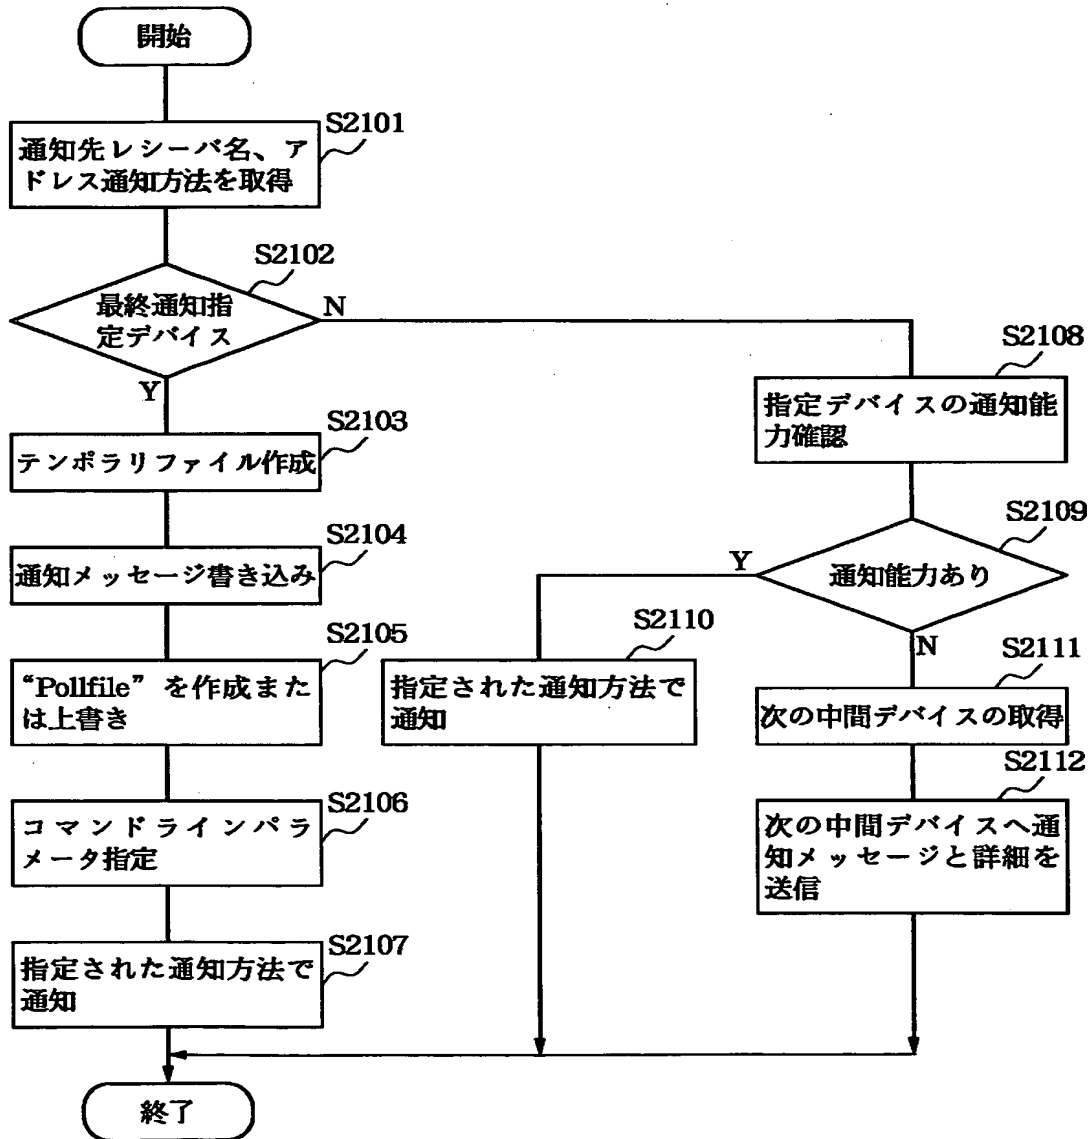 開始
S2101
通知先レシーバ名、ア
ドレス通知方法を取得
S2102
最終通知指
定デバイス
N
Y
S2103
テンポラリファイル作成
S2104
通知メッセージ書き込み
S2105
“Pollfile” を作成また
は上書き
S2106
コマンドラインパラ
メータ指定
S2107
指定された通知方法で
通知
S2108
指定デバイスの通知能
力確認
S2109
通知能力あり
Y
N
S2110
指定された通知方法で
通知
S2111
次の中間デバイスの取得
S2112
次の中間デバイスへ通
知メッセージと詳細を
送信
終了